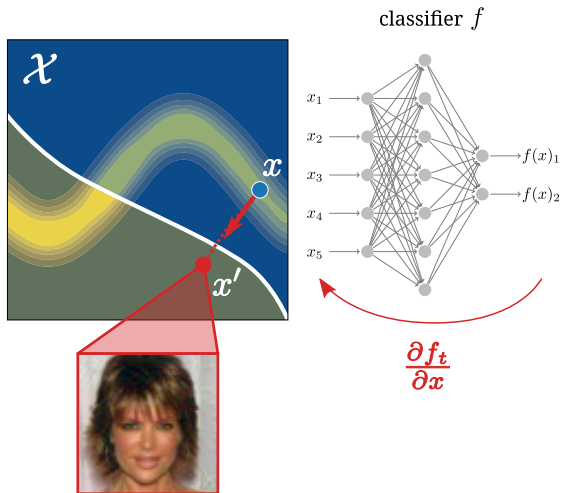 classifier f
𝒳
x
x′
x₁
x₂
x₃
x₄
x₅
f(x)₁
f(x)₂
∂fₜ
∂x